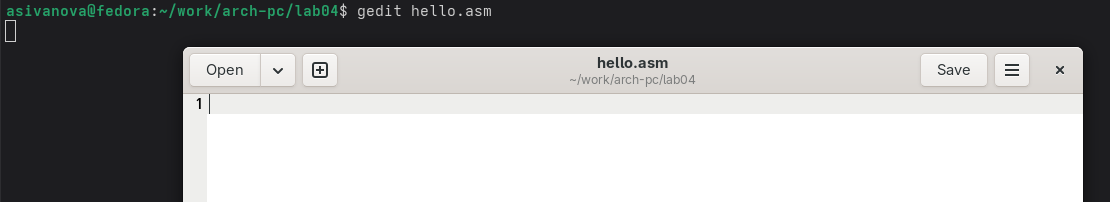 asivanova@fedora:~/work/arch-pc/lab04$ gedit hello.asm
Open
hello.asm
~/work/arch-pc/lab04
Save
1